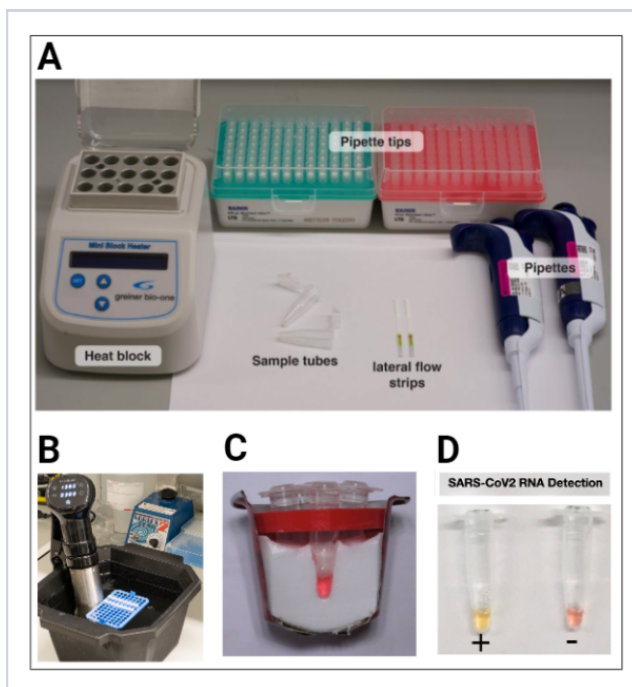 A
Pipette tips
Mini Block Heater
SET
greiner bio-one
Heat block
Sample tubes
lateral flow
strips
Pipettes
B
C
D
SARS-CoV2 RNA Detection
+
-